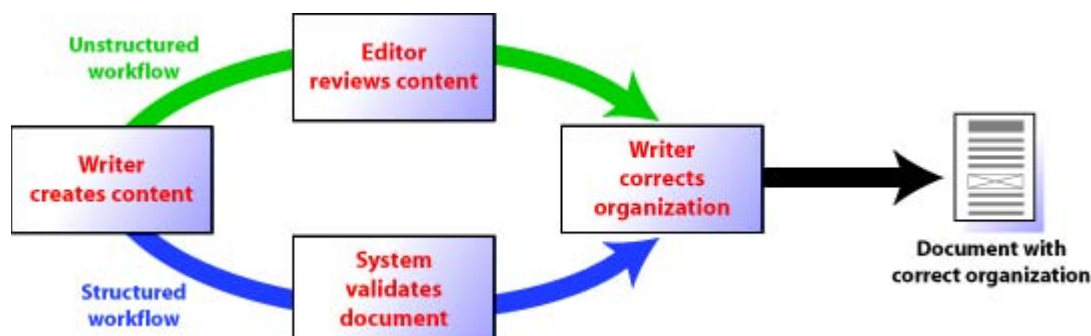 Unstructured
workflow
Editor
reviews content
Writer
creates content
Writer
corrects
organization
System
validates
document
Structured
workflow
Document with
correct organization